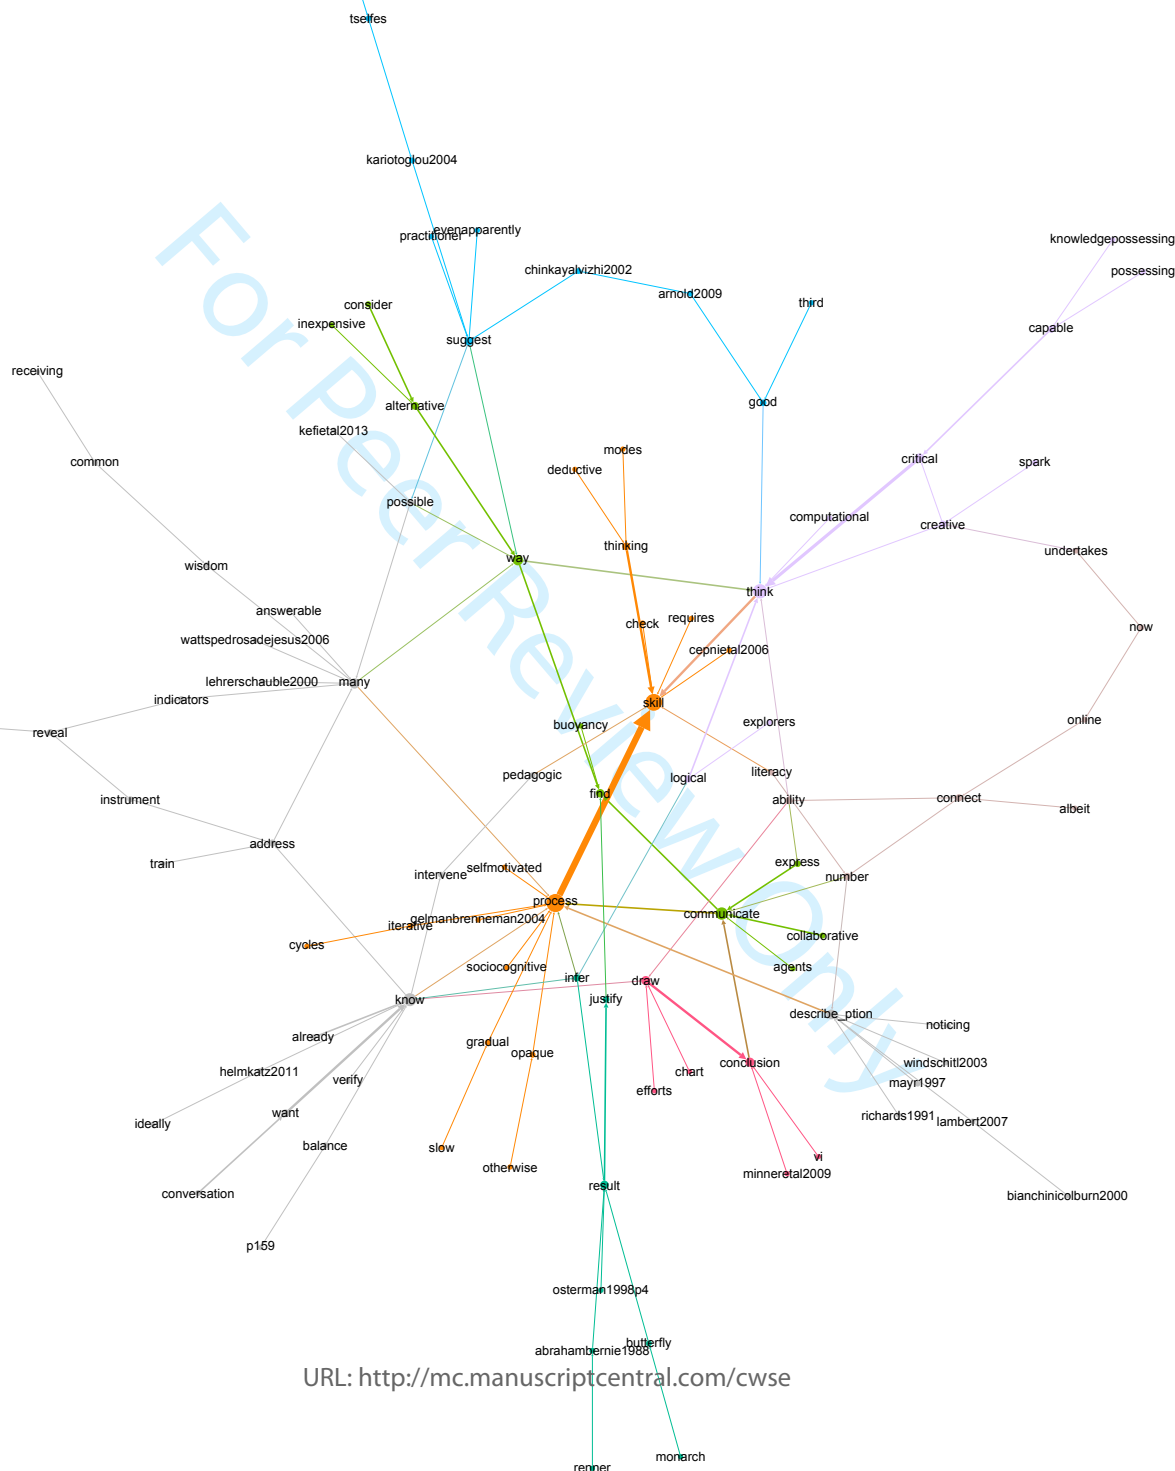 tselfes
kariotoglou2004
practitioner
evenapparently
knowledgepossessing
possessing
chinkayalvizhi2002
arnold2009
third
consider
inexpensive
capable
suggest
receiving
alternative
good
kefietal2013
modes
critical
spark
common
deductive
possible
computational
creative
thinking
undertakes
way
wisdom
think
answerable
check
requires
now
wattspedrosadejesus2006
cepnietal2006
lehrerschauble2000
many
indicators
skill
buoyancy
explorers
online
reveal
pedagogic
logical
literacy
find
ability
connect
instrument
albeit
address
train
selfmotivated
intervene
express
number
process
gelmanbrenneman2004
iterative
communicate
cycles
collaborative
sociocognitive
infer
agents
draw
know
justify
describe_ption
already
noticing
gradual
opaque
conclusion
windschitl2003
helmkatz2011
chart
verify
efforts
mayr1997
want
richards1991
lambert2007
ideally
balance
slow
otherwise
vi
minneretal2009
conversation
result
bianchinicolburn2000
p159
osterman1998p4
butterfly
abrahambernie1988
monarch
renner
For Peer Review Only
URL: http://mc.manuscriptcentral.com/cwse